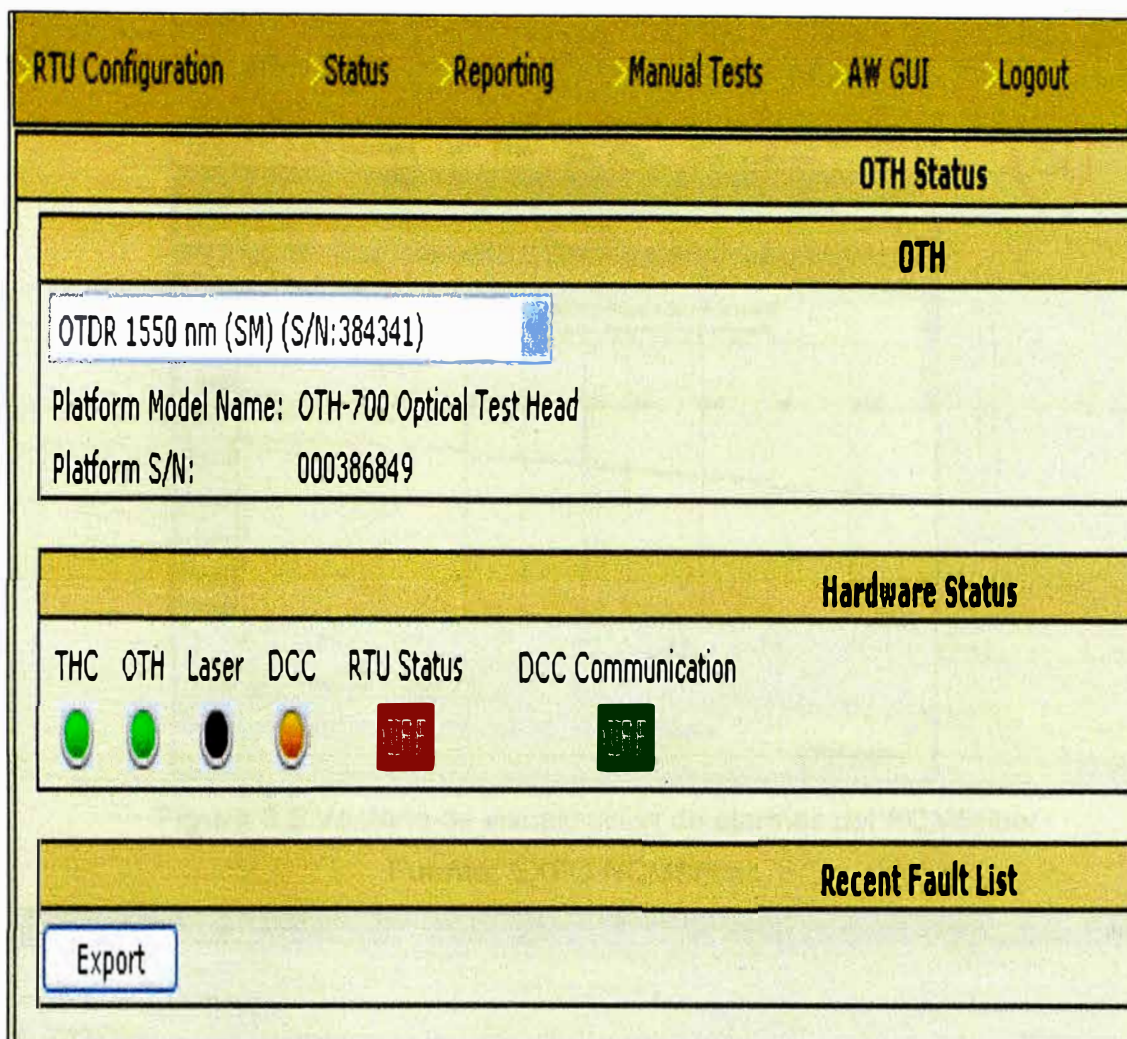 RTU Configuration Status Reporting Manual Tests AW GUI Logout
OTH Status
OTH
OTDR 1550 nm (SM) (S/N:384341)
Platform Model Name: OTH-700 Optical Test Head
Platform S/N: 000386849
Hardware Status
THC OTH Laser DCC RTU Status DCC Communication
OFF OFF
Recent Fault List
Export